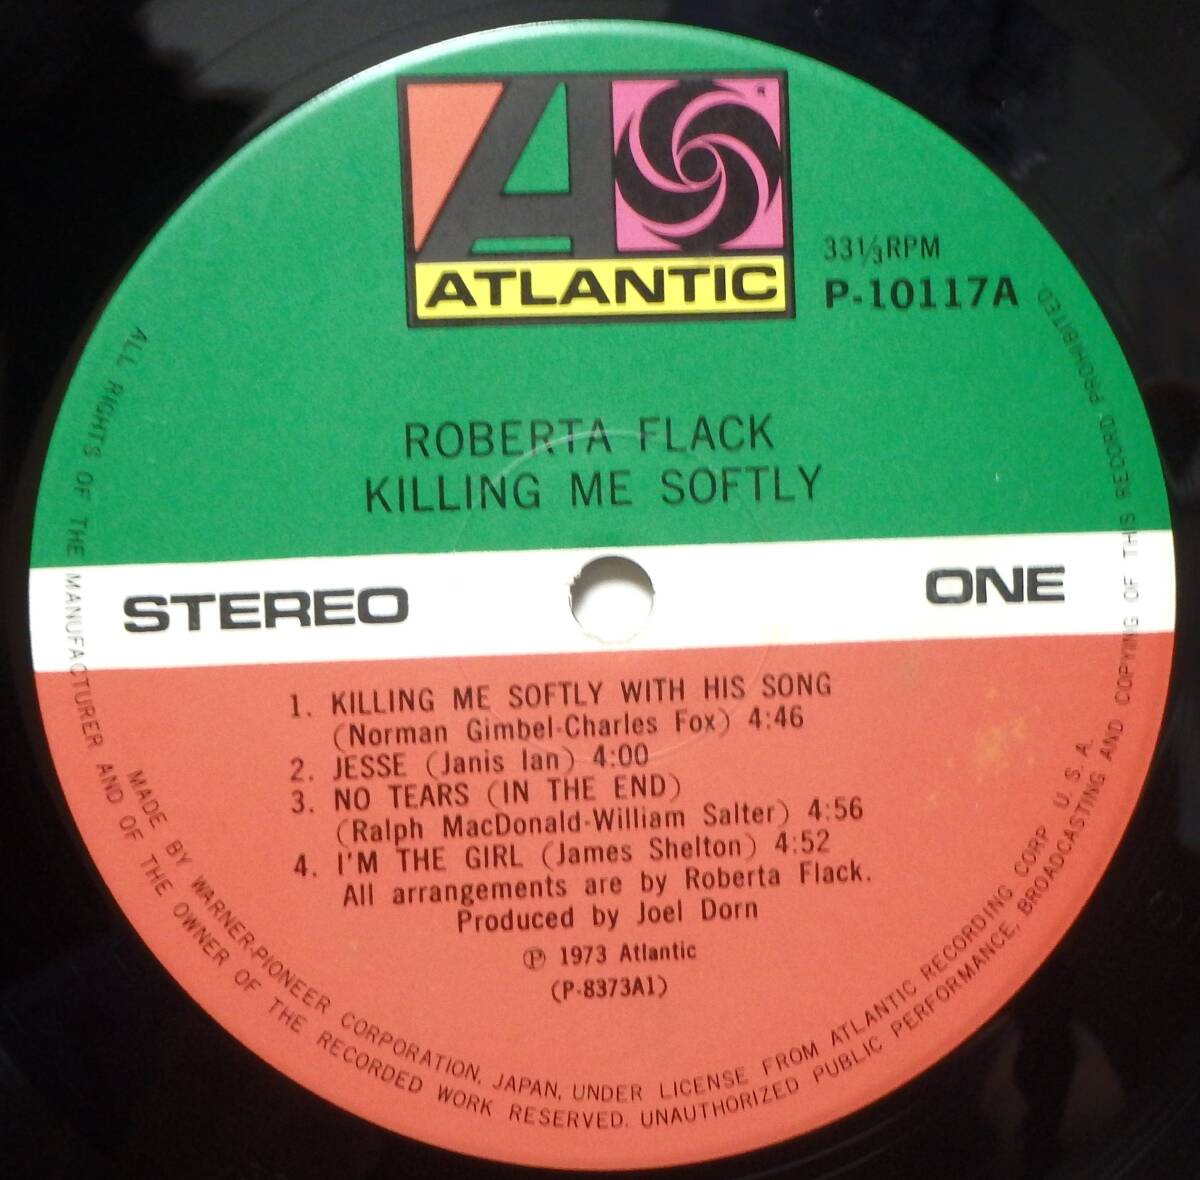 ATLANTIC
®
33⅓RPM
P-10117A
ROBERTA FLACK
KILLING ME SOFTLY
STEREO
ONE
1. KILLING ME SOFTLY WITH HIS SONG
(Norman Gimbel-Charles Fox) 4:46
2. JESSE (Janis Ian) 4:00
3. NO TEARS (IN THE END)
(Ralph MacDonald-William Salter) 4:56
4. I'M THE GIRL (James Shelton) 4:52
All arrangements are by Roberta Flack.
Produced by Joel Dorn
℗ 1973 Atlantic
(P-8373A1)
MADE BY WARNER-PIONEER CORPORATION, JAPAN, UNDER LICENSE FROM ATLANTIC RECORDING CORP. U.S.A.
ALL RIGHTS OF THE MANUFACTURER AND OF THE OWNER OF THE RECORDED WORK RESERVED. UNAUTHORIZED PUBLIC PERFORMANCE, BROADCASTING AND COPYING OF THIS RECORD PROHIBITED.